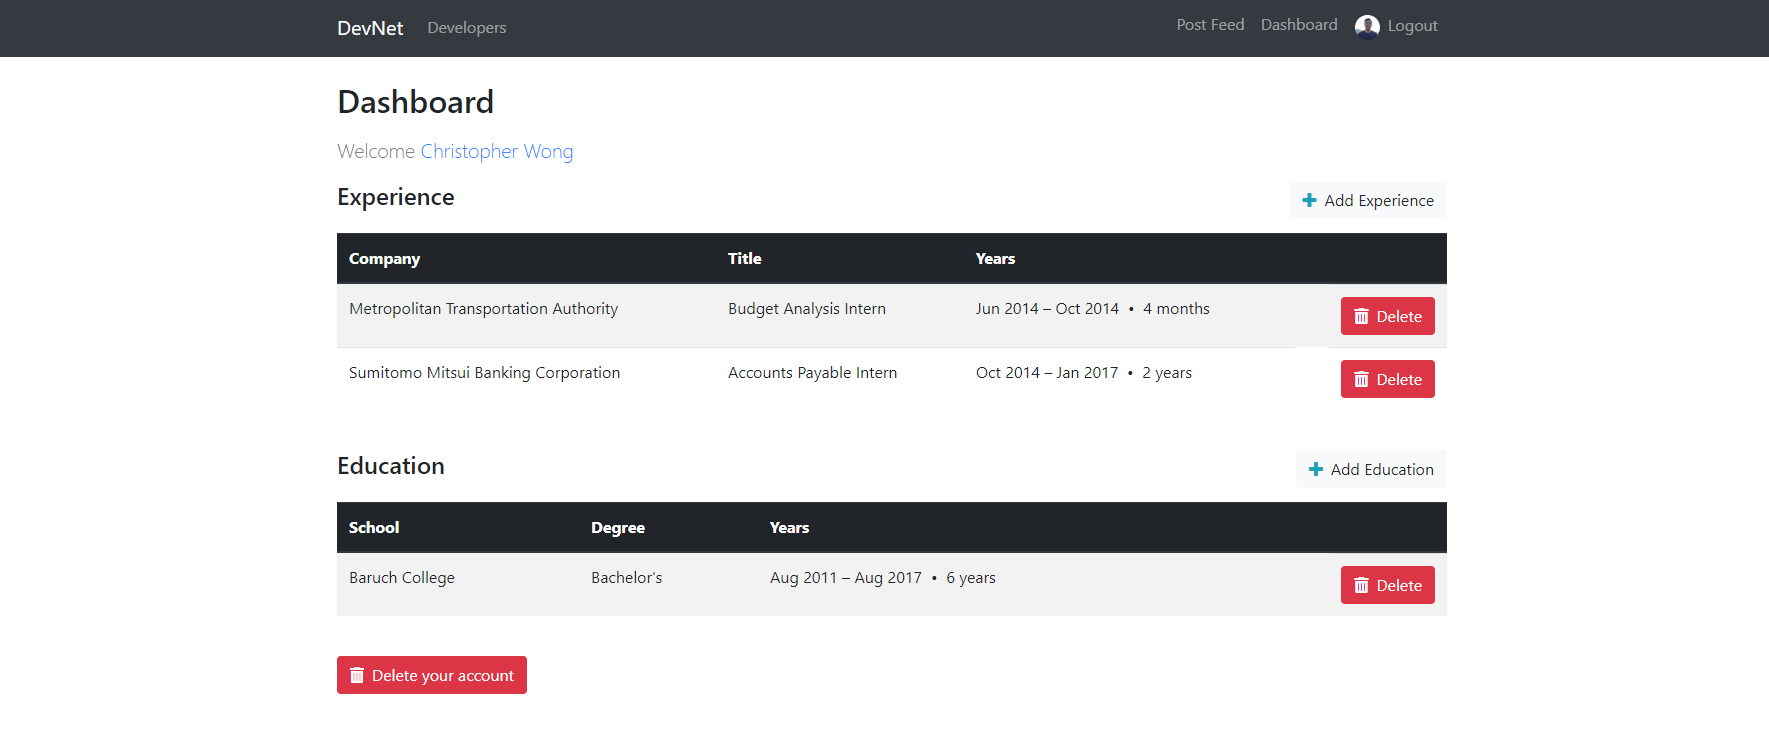 DevNet Developers Post Feed Dashboard Logout
Dashboard
Welcome Christopher Wong
Experience Add Experience
Company Title Years
Metropolitan Transportation Authority Budget Analysis Intern Jun 2014 – Oct 2014 • 4 months Delete
Sumitomo Mitsui Banking Corporation Accounts Payable Intern Oct 2014 – Jan 2017 • 2 years Delete
Education Add Education
School Degree Years
Baruch College Bachelor's Aug 2011 – Aug 2017 • 6 years Delete
Delete your account